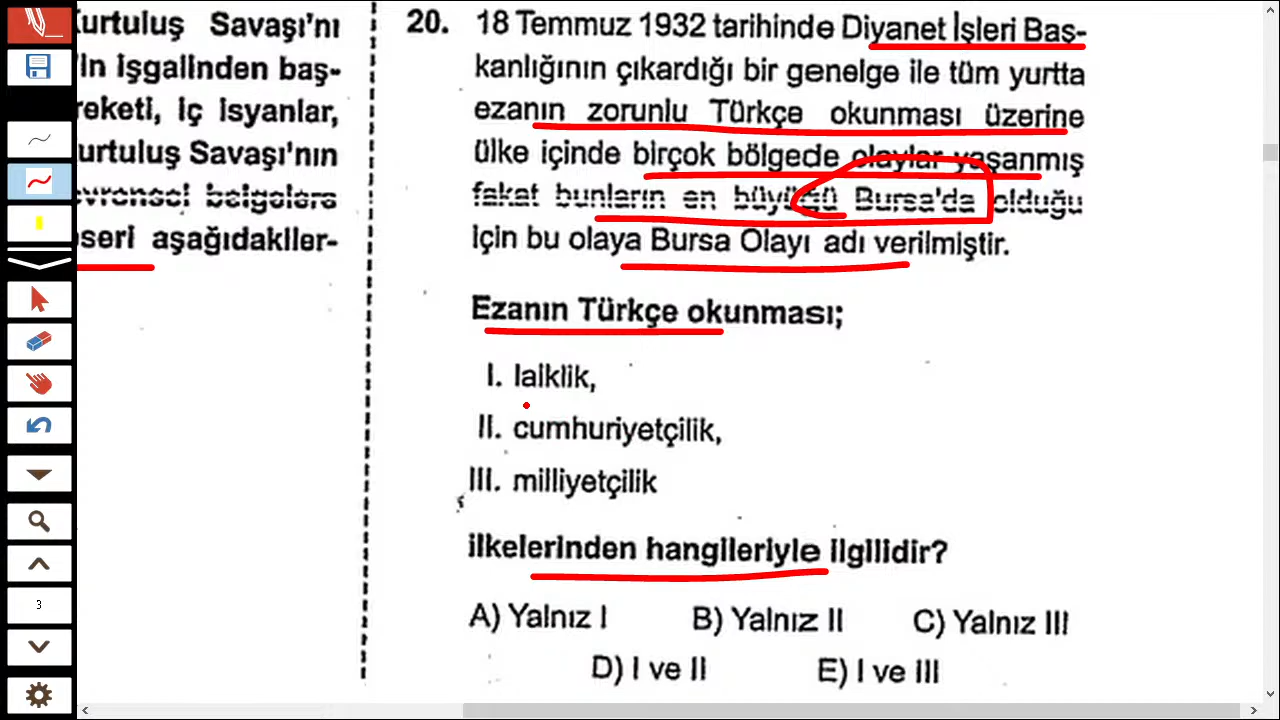 Kurtuluş Savaşı'nı
'in işgalinden baş-
reketi, iç isyanlar,
urtuluş Savaşı'nın
evrensel belgelere
seri aşağıdakiler-
20. 18 Temmuz 1932 tarihinde Diyanet İşleri Baş-
kanlığının çıkardığı bir genelge ile tüm yurtta
ezanın zorunlu Türkçe okunması üzerine
ülke içinde birçok bölgede olaylar yaşanmış
fakat bunların en büyüğü Bursa'da olduğu
için bu olaya Bursa Olayı adı verilmiştir.
Ezanın Türkçe okunması;
I. laiklik,
II. cumhuriyetçilik,
III. milliyetçilik
ilkelerinden hangileriyle ilgilidir?
A) Yalnız I B) Yalnız II C) Yalnız III
D) I ve II E) I ve III
3